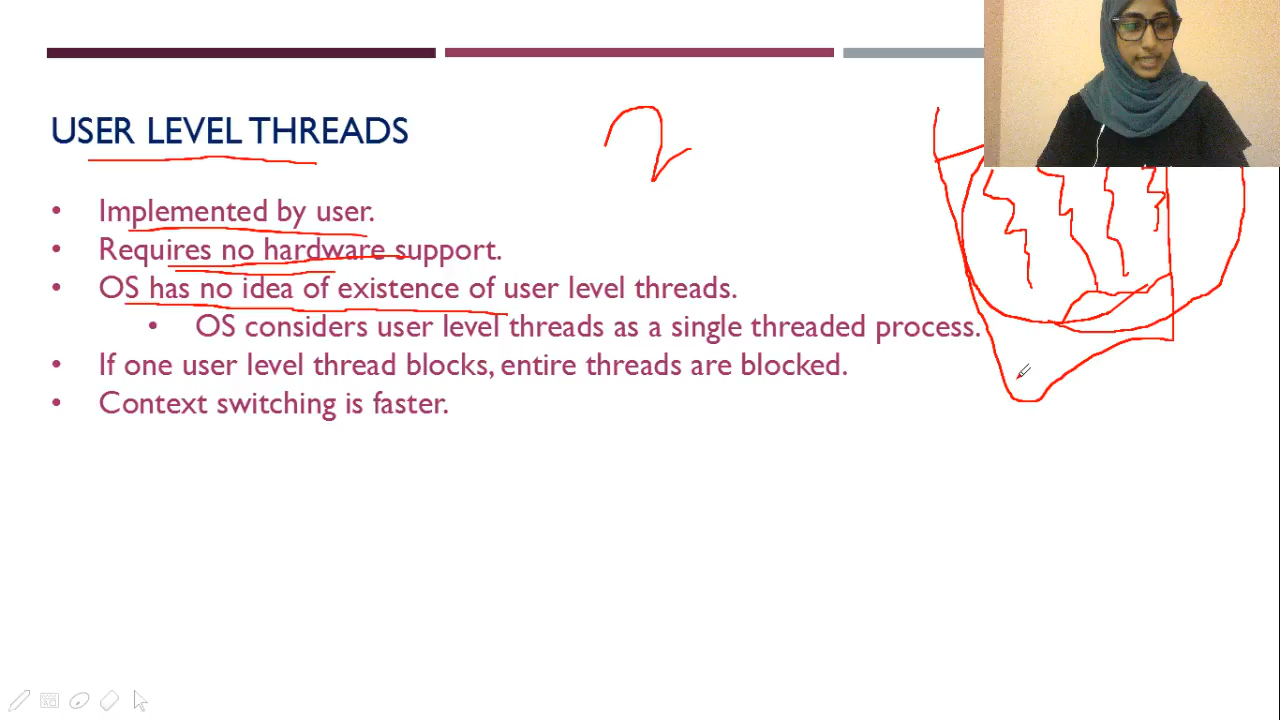 USER LEVEL THREADS
2
• Implemented by user.
• Requires no hardware support.
• OS has no idea of existence of user level threads.
• OS considers user level threads as a single threaded process.
• If one user level thread blocks, entire threads are blocked.
• Context switching is faster.